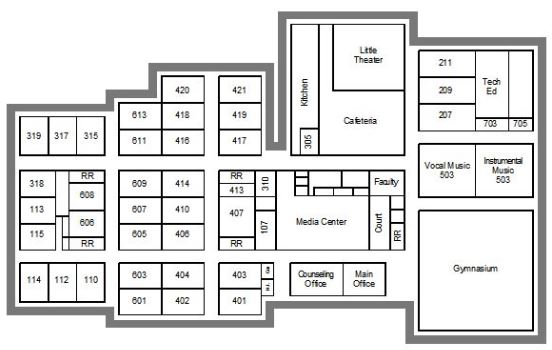 Little
Theater
Kitchen
305
Cafeteria
211
209
207
Tech
Ed
703
705
420
421
613
418
419
611
416
417
319
317
315
318
RR
608
113
606
115
RR
609
414
607
410
605
406
RR
413
310
407
107
RR
Media Center
Faculty
Court
RR
Vocal Music
503
Instrumental
Music
503
Gymnasium
114
112
110
603
404
601
402
403
401
Counseling
Office
Main
Office